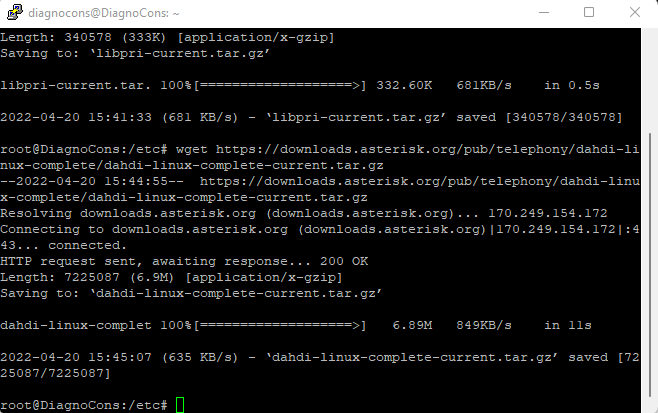 diagnocons@DiagnoCons: ~
Length: 340578 (333K) [application/x-gzip]
Saving to: ‘libpri-current.tar.gz’
libpri-current.tar. 100%[===================>] 332.60K   681KB/s    in 0.5s
2022-04-20 15:41:33 (681 KB/s) - ‘libpri-current.tar.gz’ saved [340578/340578]
root@DiagnoCons:/etc# wget https://downloads.asterisk.org/pub/telephony/dahdi-li
nux-complete/dahdi-linux-complete-current.tar.gz
--2022-04-20 15:44:55--  https://downloads.asterisk.org/pub/telephony/dahdi-linu
x-complete/dahdi-linux-complete-current.tar.gz
Resolving downloads.asterisk.org (downloads.asterisk.org)... 170.249.154.172
Connecting to downloads.asterisk.org (downloads.asterisk.org)|170.249.154.172|:4
43... connected.
HTTP request sent, awaiting response... 200 OK
Length: 7225087 (6.9M) [application/x-gzip]
Saving to: ‘dahdi-linux-complete-current.tar.gz’
dahdi-linux-complet 100%[===================>]   6.89M   849KB/s    in 11s
2022-04-20 15:45:07 (635 KB/s) - ‘dahdi-linux-complete-current.tar.gz’ saved [72
25087/7225087]
root@DiagnoCons:/etc#